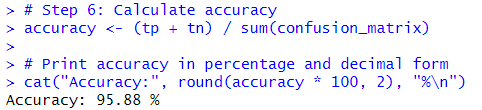 > # Step 6: Calculate accuracy
> accuracy <- (tp + tn) / sum(confusion_matrix)
>
> # Print accuracy in percentage and decimal form
> cat("Accuracy:", round(accuracy * 100, 2), "%\n")
Accuracy: 95.88 %